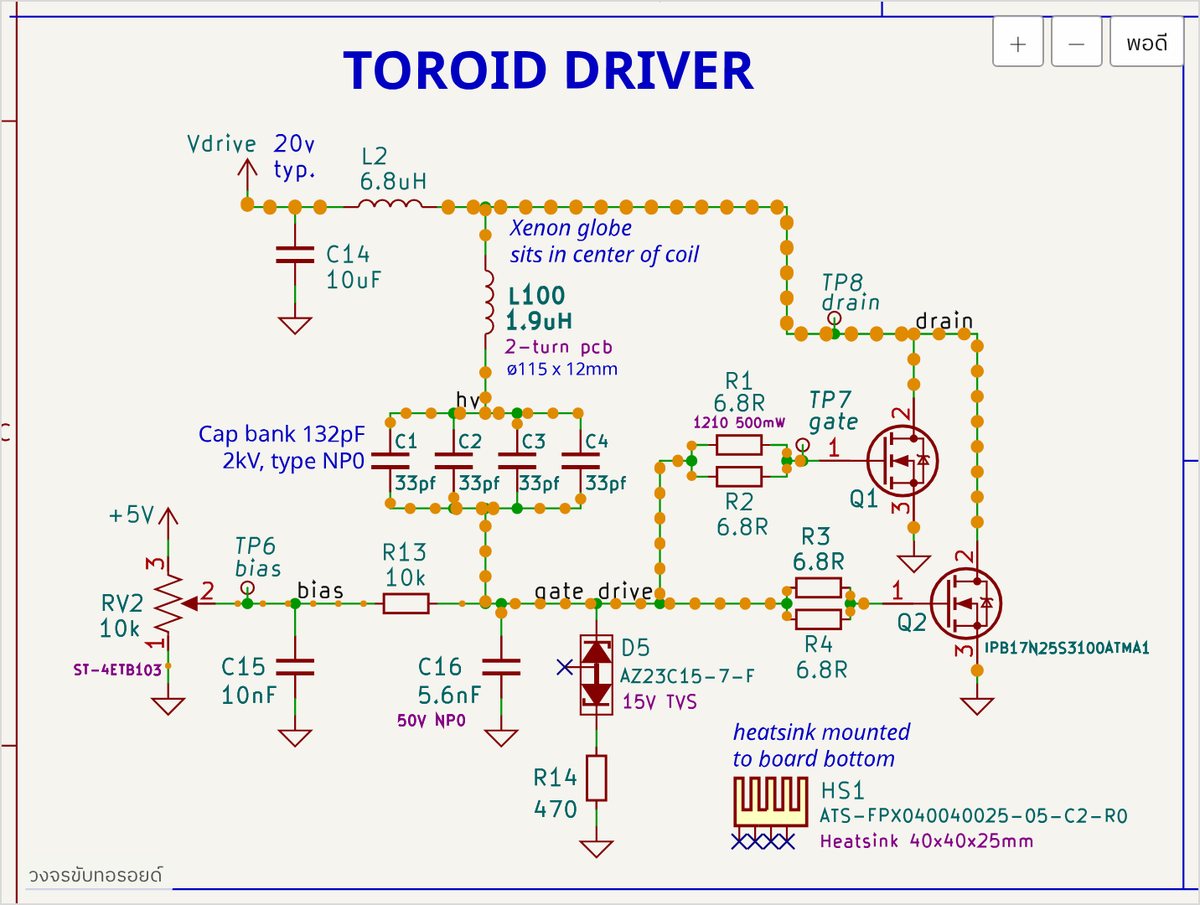 TOROID DRIVER
+
−
พอดี
Vdrive
20v
typ.
L2
6.8uH
C14
10uF
Xenon globe
sits in center of coil
L100
1.9uH
2-turn pcb
ø115 x 12mm
TP8
drain
drain
hv
Cap bank 132pF
2kV, type NP0
C1
C2
C3
C4
33pf
33pf
33pf
33pf
R1
6.8R
1210 500mW
R2
6.8R
TP7
gate
1
2
3
Q1
+5V
3
2
1
RV2
10k
ST-4ETB103
TP6
bias
bias
R13
10k
gate_drive
C15
10nF
C16
5.6nF
50V NP0
D5
AZ23C15-7-F
15V TVS
R14
470
R3
6.8R
R4
6.8R
1
2
3
Q2
IPB17N25S3100ATMA1
heatsink mounted
to board bottom
HS1
ATS-FPX040040025-05-C2-R0
Heatsink 40x40x25mm
C
วงจรขับทอรอยด์